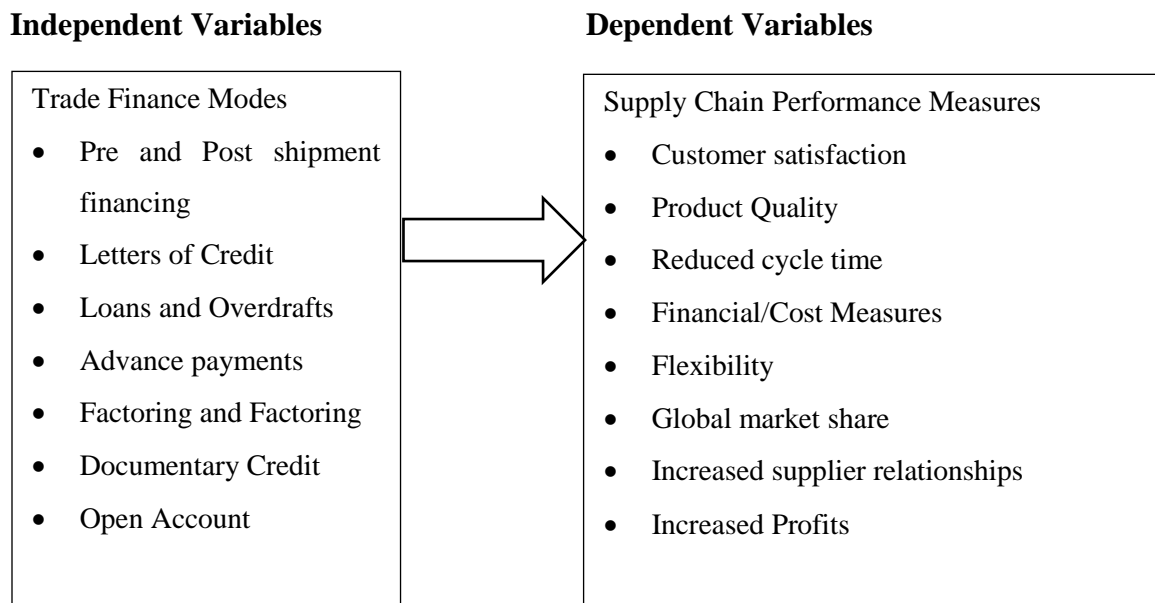 Independent Variables
Trade Finance Modes
• Pre and Post shipment
financing
• Letters of Credit
• Loans and Overdrafts
• Advance payments
• Factoring and Factoring
• Documentary Credit
• Open Account
Dependent Variables
Supply Chain Performance Measures
• Customer satisfaction
• Product Quality
• Reduced cycle time
• Financial/Cost Measures
• Flexibility
• Global market share
• Increased supplier relationships
• Increased Profits